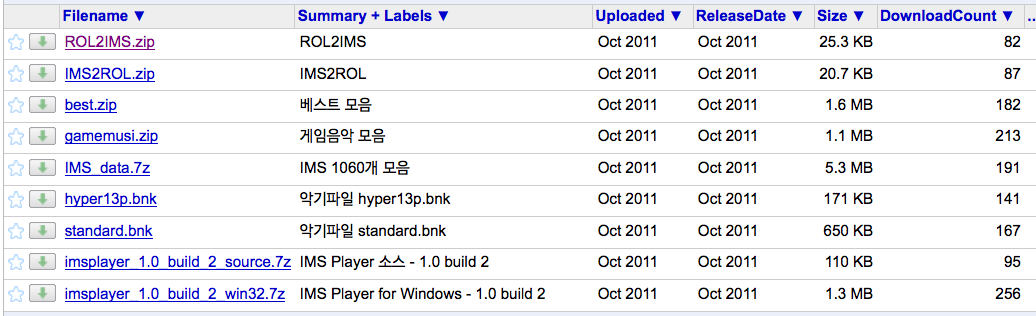 Filename ▼ Summary + Labels ▼ Uploaded ▼ ReleaseDate ▼ Size ▼ DownloadCount ▼ ...
ROL2IMS.zip ROL2IMS Oct 2011 Oct 2011 25.3 KB 82
IMS2ROL.zip IMS2ROL Oct 2011 Oct 2011 20.7 KB 87
best.zip 베스트 모음 Oct 2011 Oct 2011 1.6 MB 182
gamemusi.zip 게임음악 모음 Oct 2011 Oct 2011 1.1 MB 213
IMS_data.7z IMS 1060개 모음 Oct 2011 Oct 2011 5.3 MB 191
hyper13p.bnk 악기파일 hyper13p.bnk Oct 2011 Oct 2011 171 KB 141
standard.bnk 악기파일 standard.bnk Oct 2011 Oct 2011 650 KB 167
imsplayer_1.0_build_2_source.7z IMS Player 소스 - 1.0 build 2 Oct 2011 Oct 2011 110 KB 95
imsplayer_1.0_build_2_win32.7z IMS Player for Windows - 1.0 build 2 Oct 2011 Oct 2011 1.3 MB 256